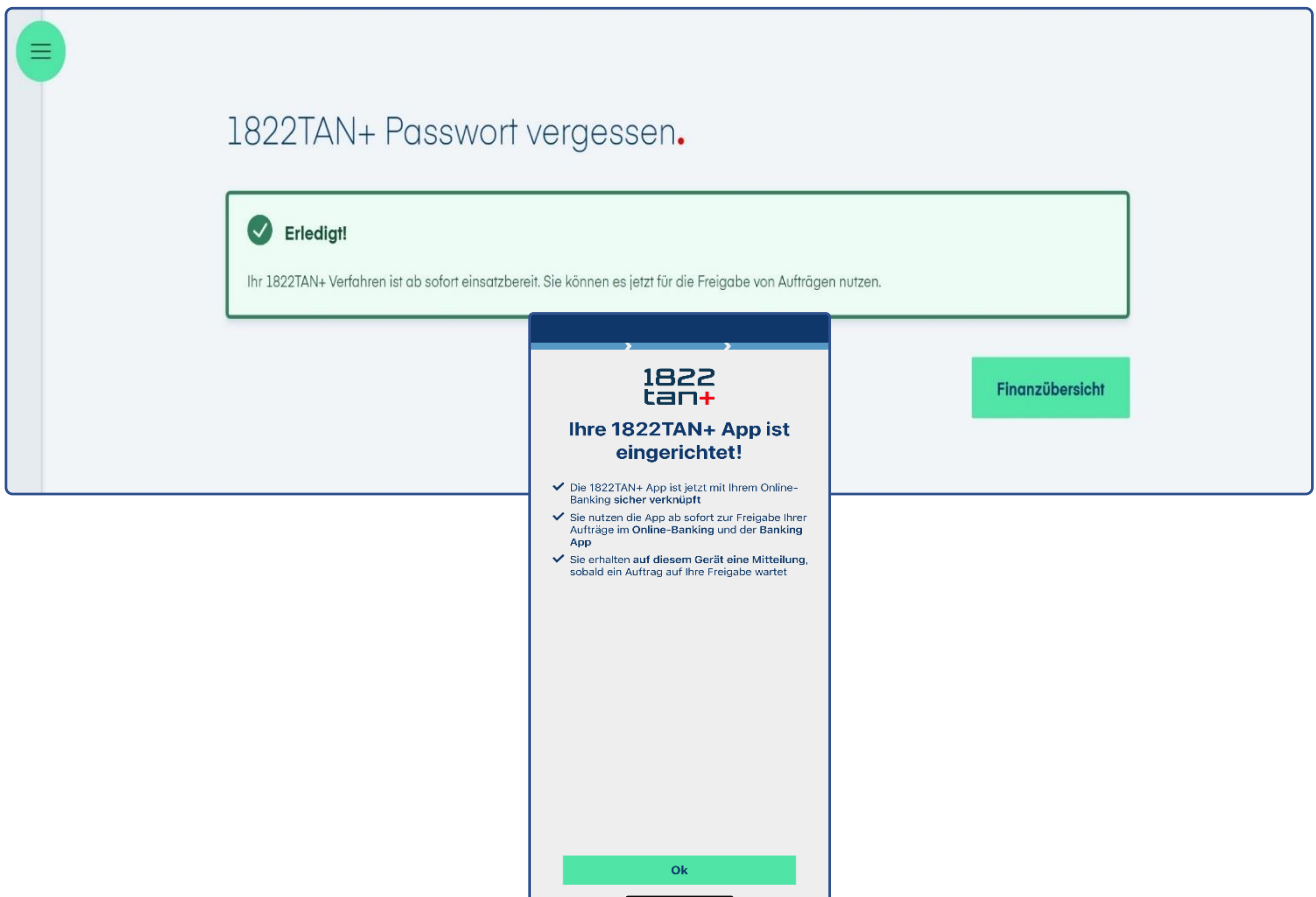 1822TAN+ Passwort vergessen.
Erledigt!
Ihr 1822TAN+ Verfahren ist ab sofort einsatzbereit. Sie können es jetzt für die Freigabe von Aufträgen nutzen.
Finanzübersicht
1822
tan+
Ihre 1822TAN+ App ist
eingerichtet!
Die 1822TAN+ App ist jetzt mit Ihrem Online-
Banking sicher verknüpft
Sie nutzen die App ab sofort zur Freigabe Ihrer
Aufträge im Online-Banking und der Banking
App
Sie erhalten auf diesem Gerät eine Mitteilung,
sobald ein Auftrag auf Ihre Freigabe wartet
Ok